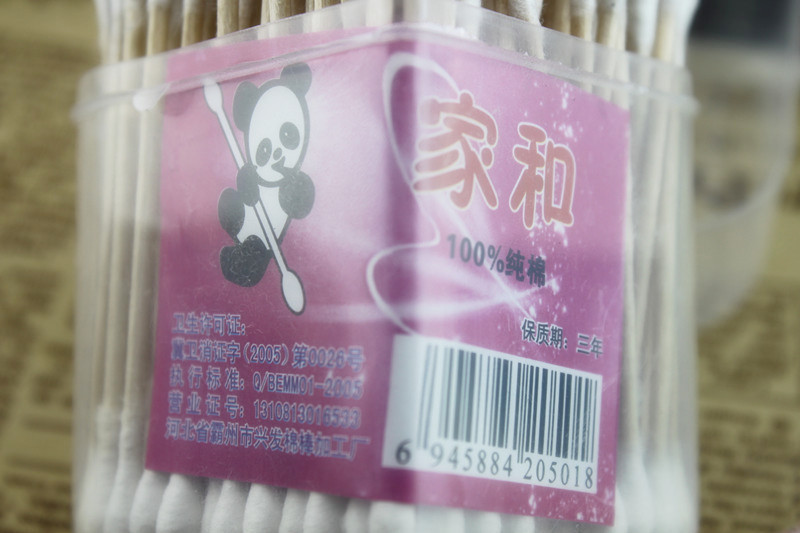 家和
100%纯棉
保质期：三年
卫生许可证：
冀卫消证字(2005)第0026号
执行标准：Q/BEMM01-2005
营业证号：
河北省霸州市兴发棉棒加工厂
6 945884 205018